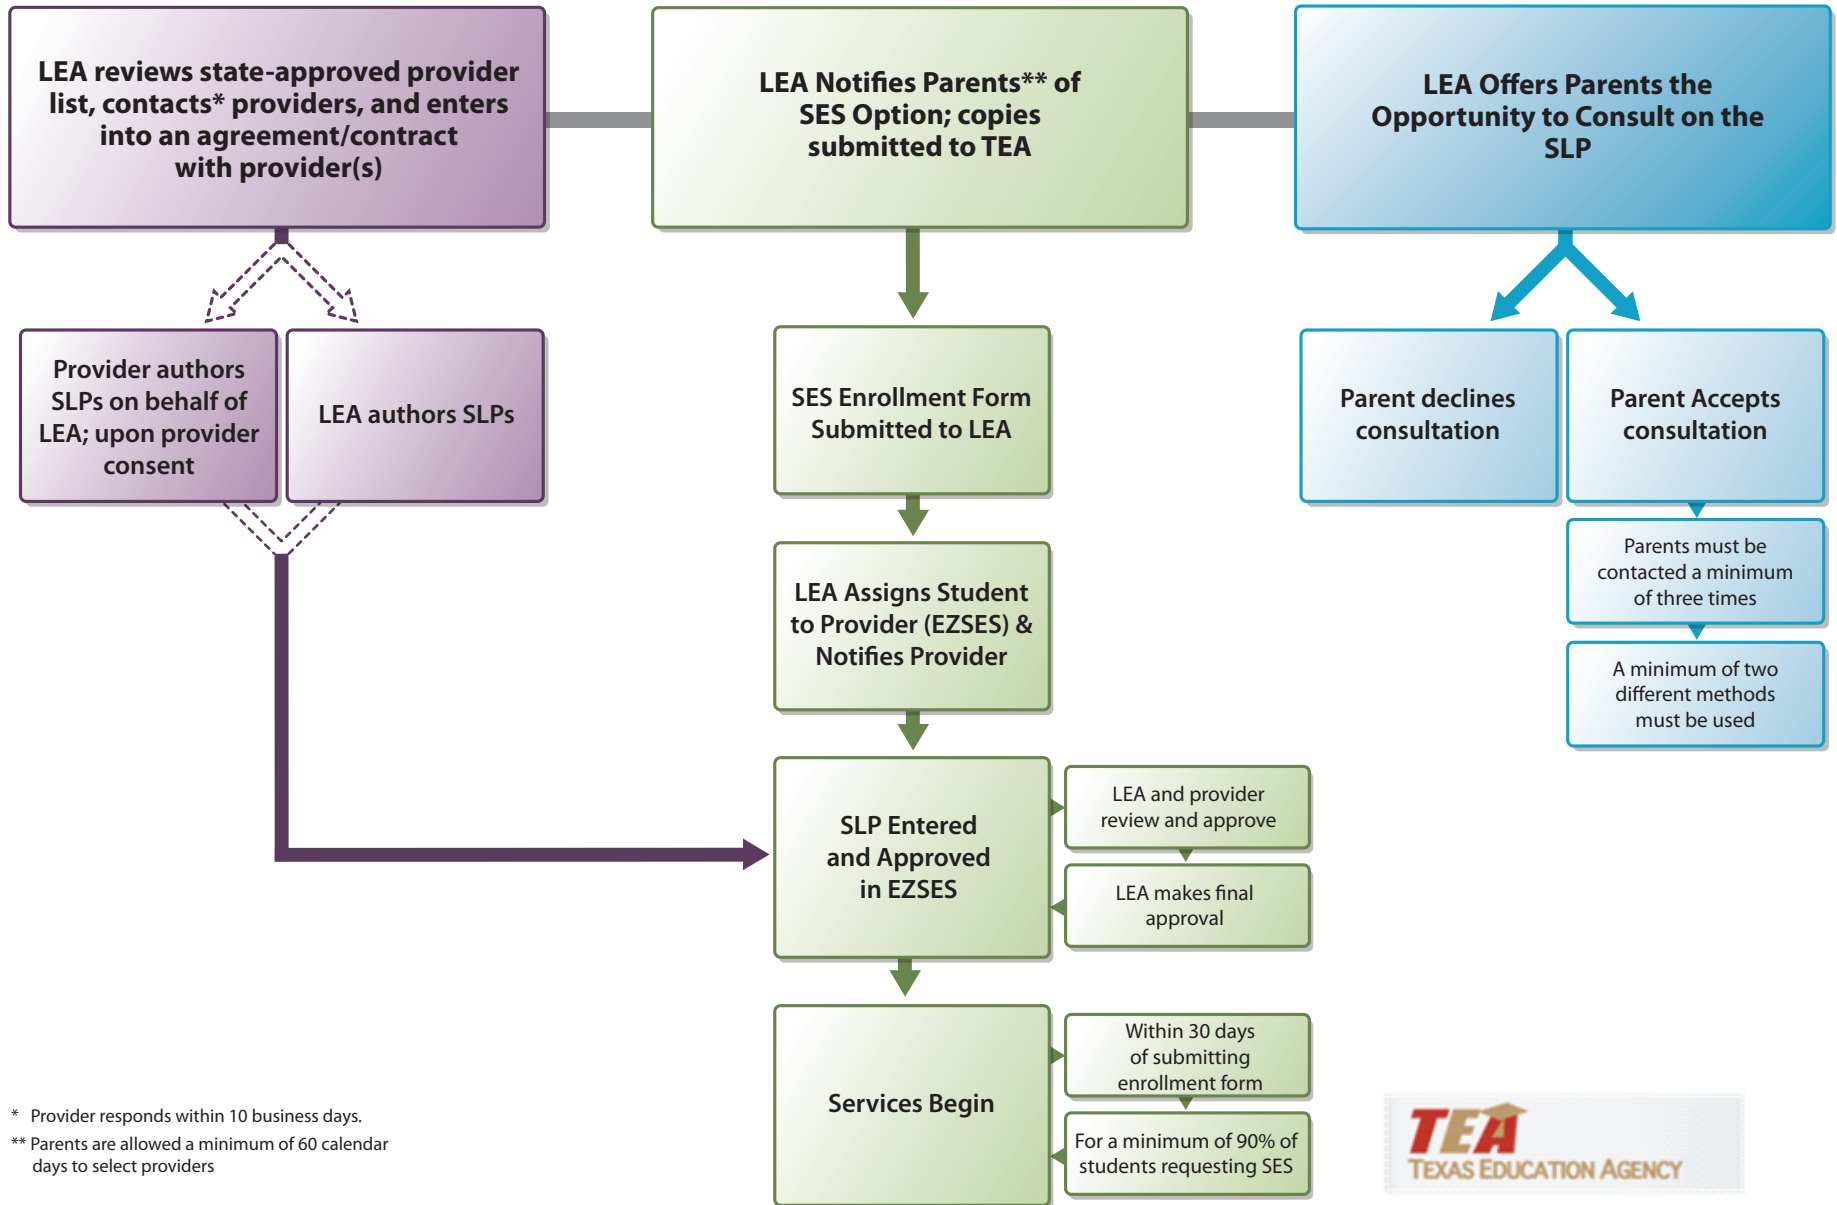 LEA reviews state-approved provider
list, contacts* providers, and enters
into an agreement/contract
with provider(s)
LEA Notifies Parents** of
SES Option; copies
submitted to TEA
LEA Offers Parents the
Opportunity to Consult on the
SLP
Provider authors
SLPs on behalf of
LEA; upon provider
consent
LEA authors SLPs
SES Enrollment Form
Submitted to LEA
Parent declines
consultation
Parent Accepts
consultation
Parents must be
contacted a minimum
of three times
A minimum of two
different methods
must be used
LEA Assigns Student
to Provider (EZSES) &
Notifies Provider
SLP Entered
and Approved
in EZSES
LEA and provider
review and approve
LEA makes final
approval
Services Begin
Within 30 days
of submitting
enrollment form
For a minimum of 90% of
students requesting SES
* Provider responds within 10 business days.
** Parents are allowed a minimum of 60 calendar
days to select providers
TEA
TEXAS EDUCATION AGENCY